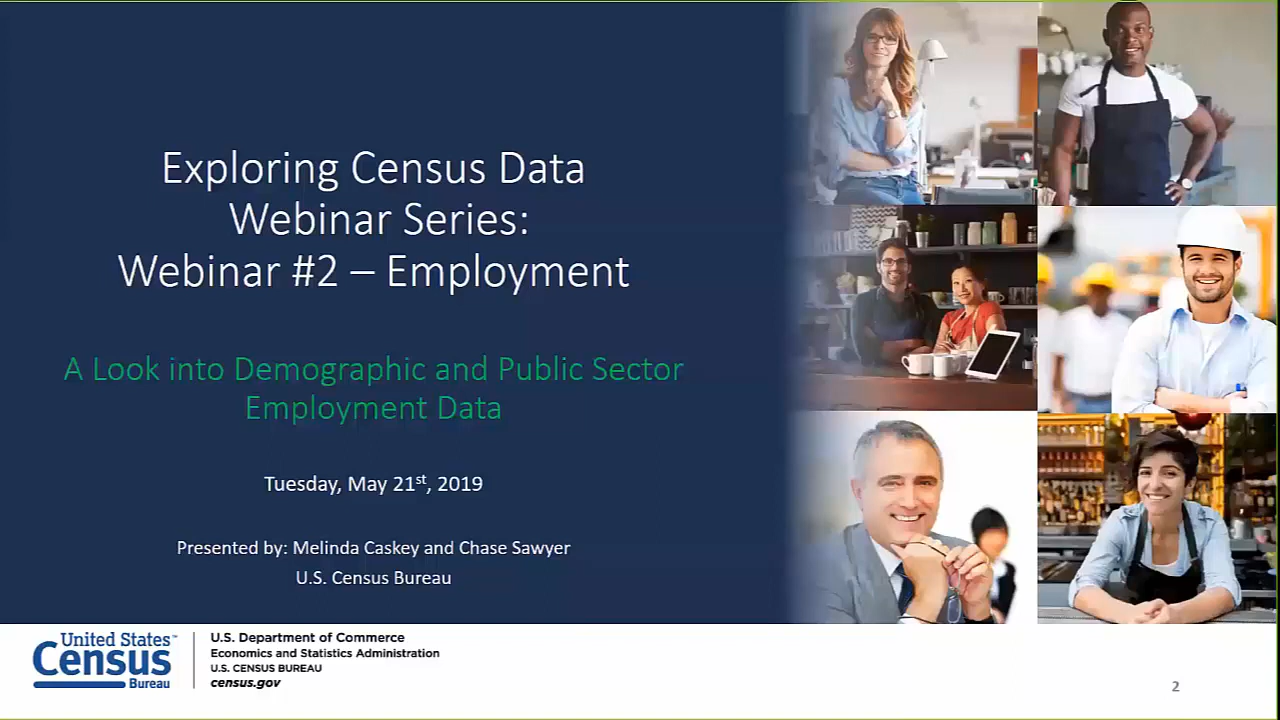 Exploring Census Data
Webinar Series:
Webinar #2 – Employment
A Look into Demographic and Public Sector
Employment Data
Tuesday, May 21st, 2019
Presented by: Melinda Caskey and Chase Sawyer
U.S. Census Bureau
United States™
Census
Bureau
U.S. Department of Commerce
Economics and Statistics Administration
U.S. CENSUS BUREAU
census.gov
2